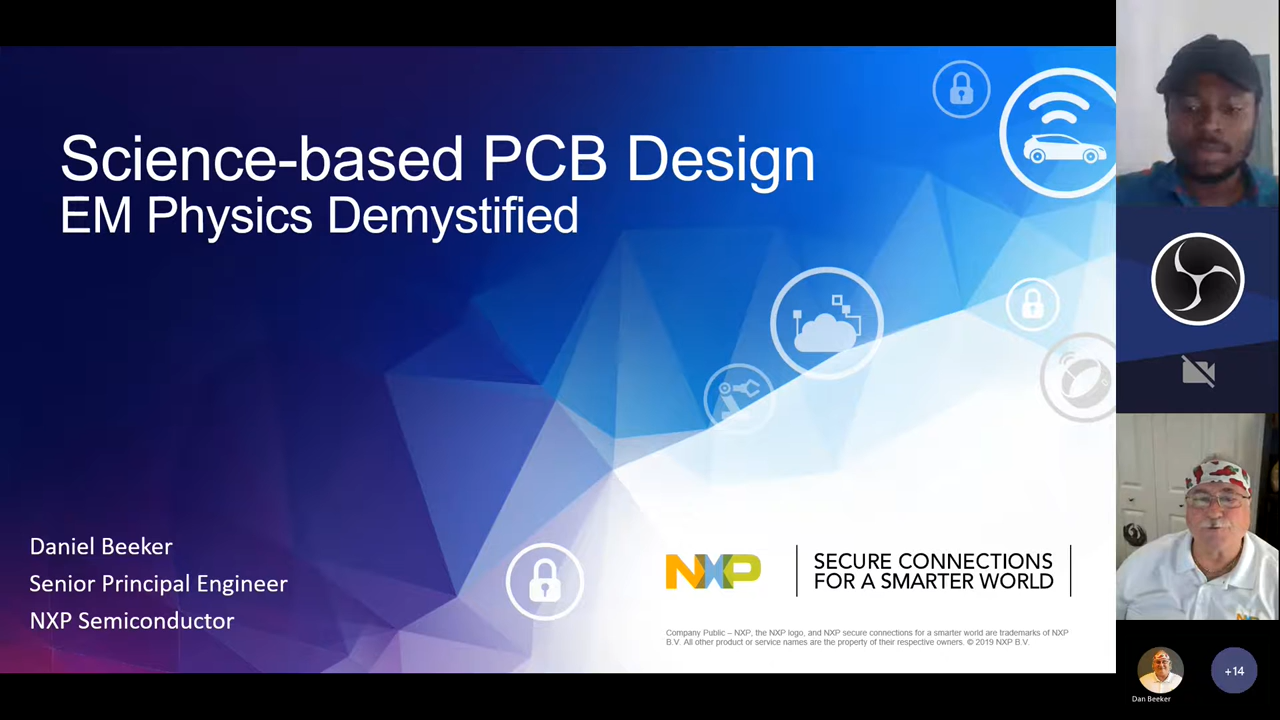 Science-based PCB Design
EM Physics Demystified
Daniel Beeker
Senior Principal Engineer
NXP Semiconductor
NXP
SECURE CONNECTIONS
FOR A SMARTER WORLD
Company Public – NXP, the NXP logo, and NXP secure connections for a smarter world are trademarks of NXP
B.V. All other product or service names are the property of their respective owners. © 2019 NXP B.V.
Dan Beeker
+14